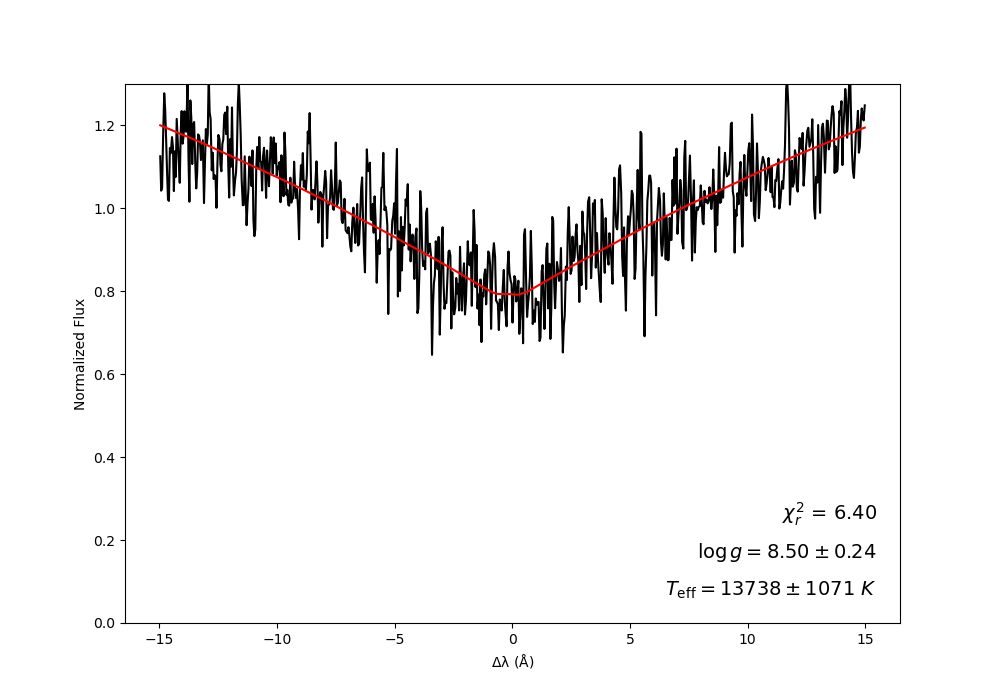 1.2
1.0
0.8
0.6
0.4
0.2
0.0
Normalized Flux
χ²ᵣ = 6.40
log g = 8.50 ± 0.24
T_eff = 13738 ± 1071 K
−15 −10 −5 0 5 10 15
Δλ (Å)